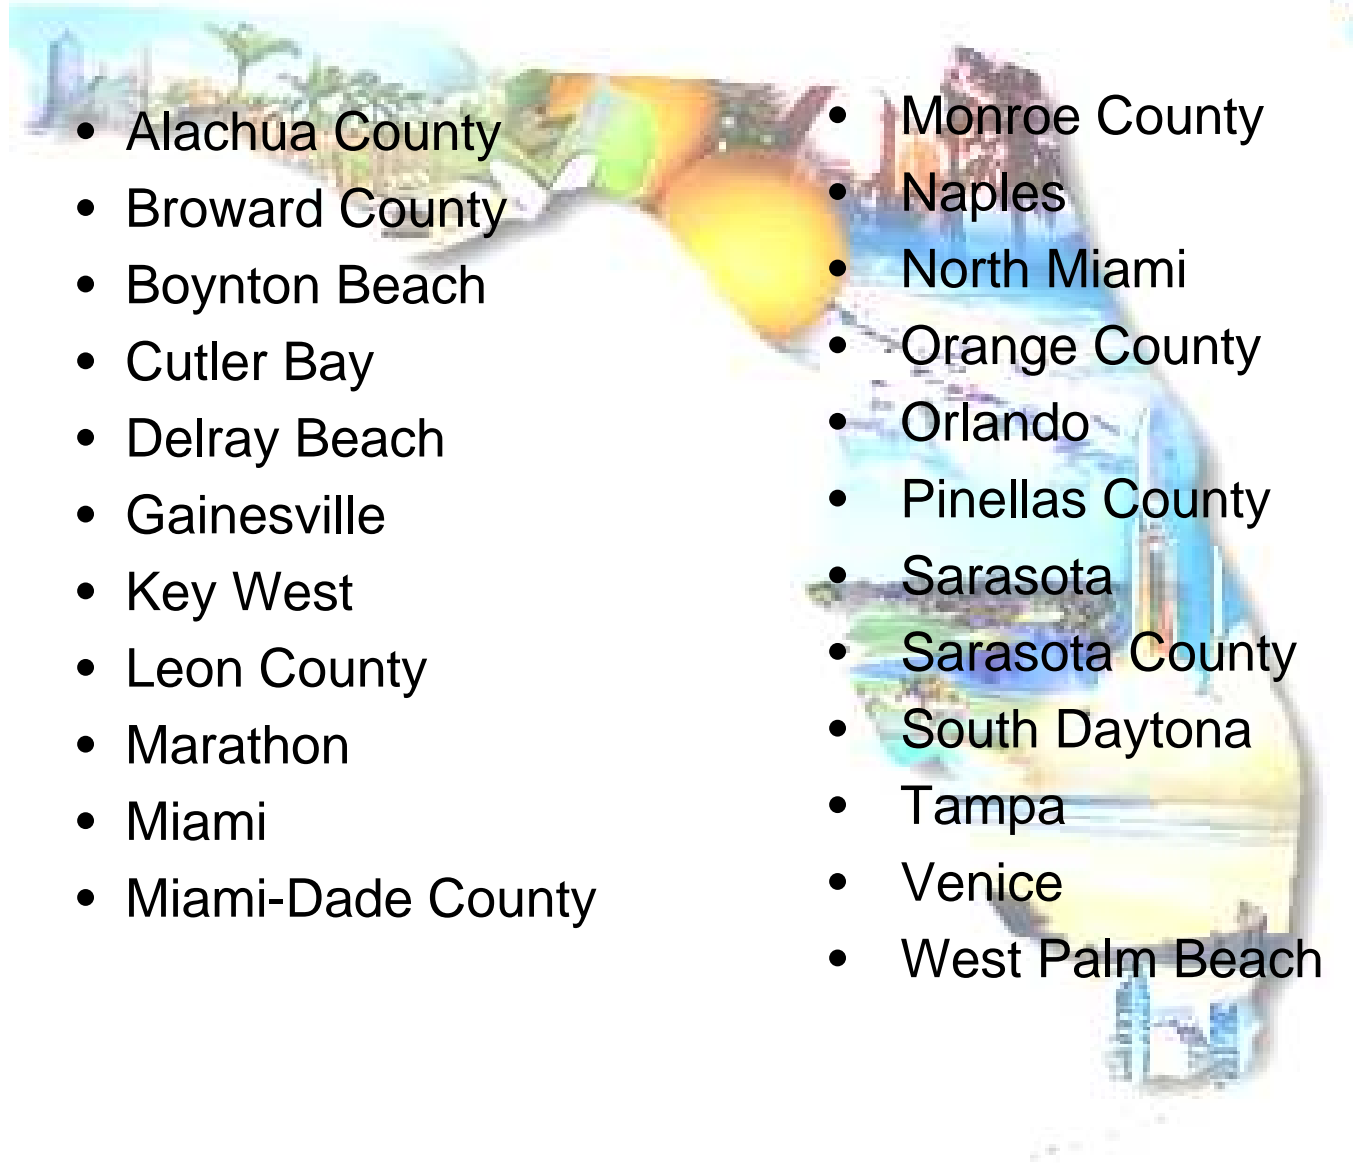 • Alachua County
• Broward County
• Boynton Beach
• Cutler Bay
• Delray Beach
• Gainesville
• Key West
• Leon County
• Marathon
• Miami
• Miami-Dade County
• Monroe County
• Naples
• North Miami
• Orange County
• Orlando
• Pinellas County
• Sarasota
• Sarasota County
• South Daytona
• Tampa
• Venice
• West Palm Beach